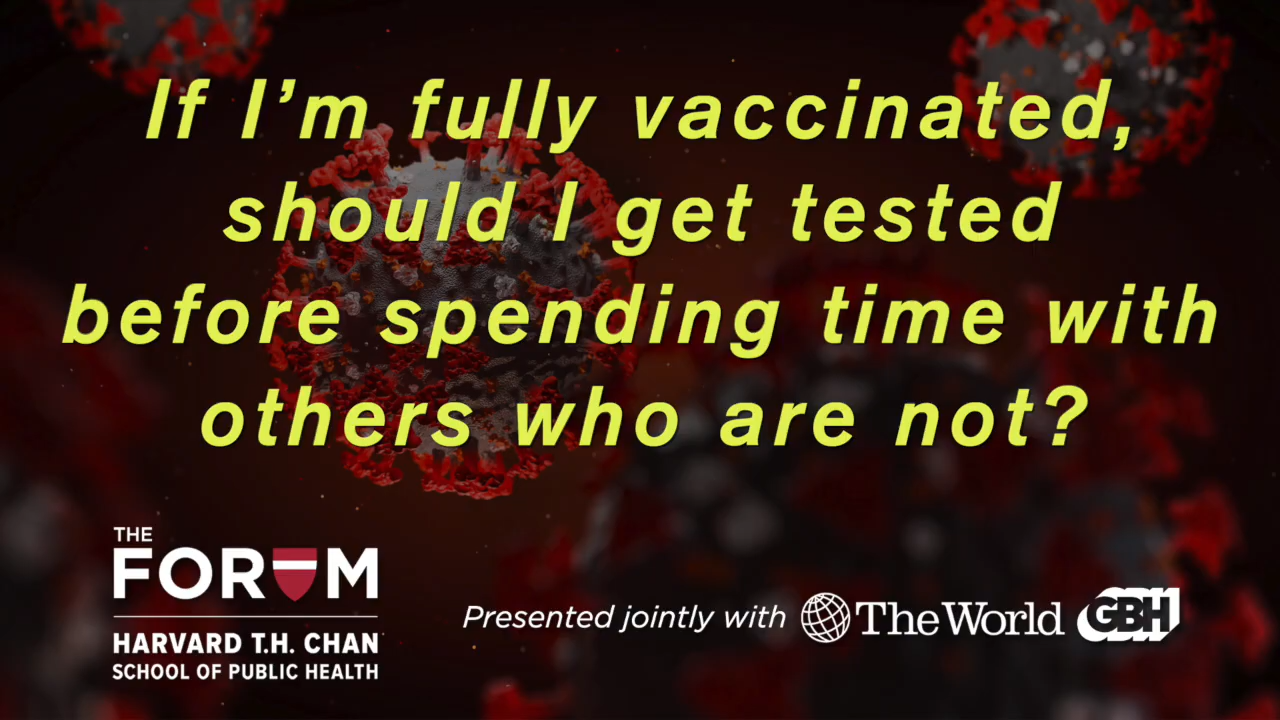 If I'm fully vaccinated,
should I get tested
before spending time with
others who are not?
THE
FORUM
HARVARD T.H. CHAN
SCHOOL OF PUBLIC HEALTH
Presented jointly with The World GBH